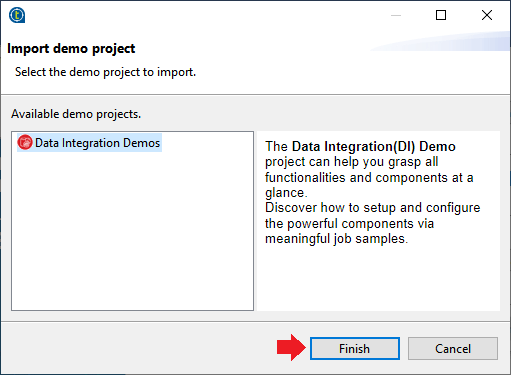 Import demo project
Select the demo project to import.
Available demo projects.
Data Integration Demos
The Data Integration(DI) Demo
project can help you grasp all
functionalities and components at a
glance.
Discover how to setup and configure
the powerful components via
meaningful job samples.
Finish
Cancel